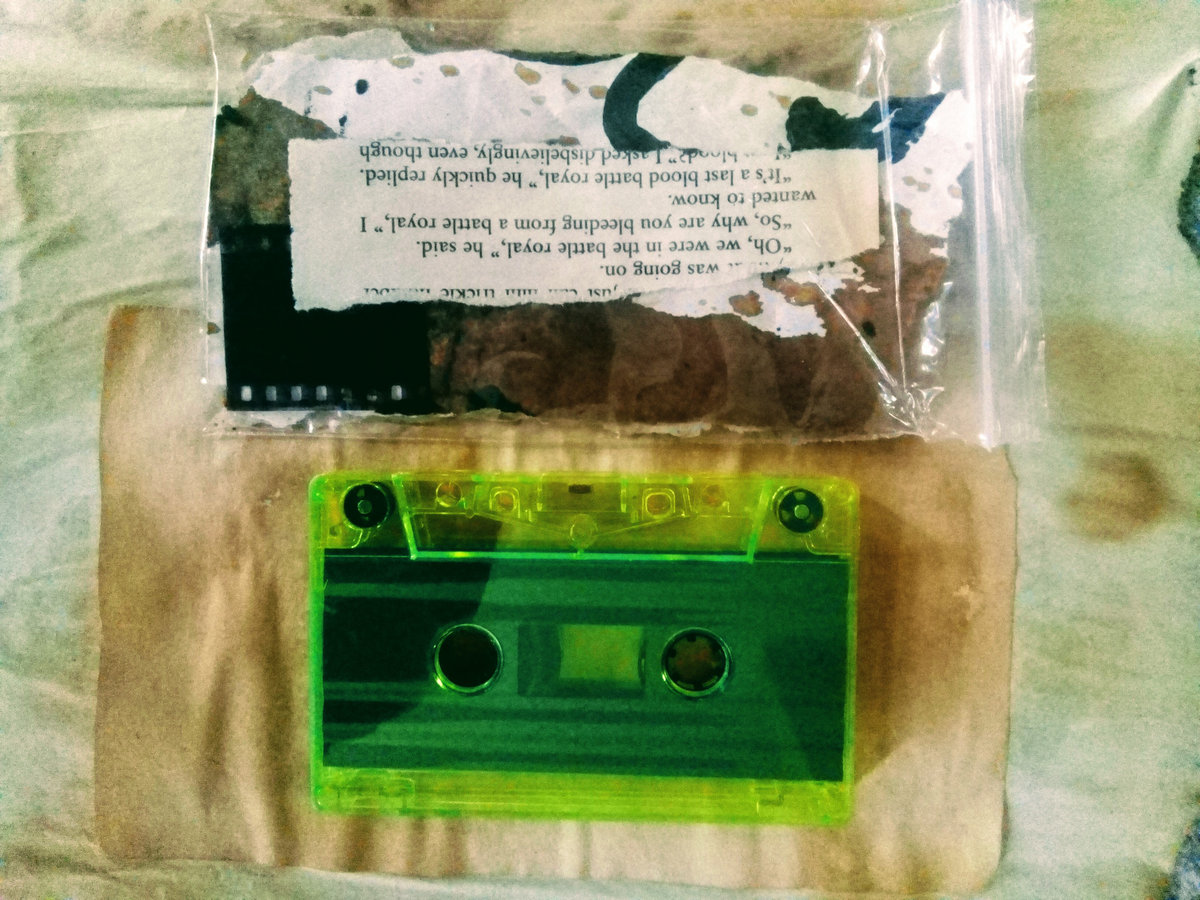 just
was going on.
“Oh, we were in the battle royal,” he said.
“So, why are you bleeding from a battle royal,” I
wanted to know.
“It’s a last blood battle royal,” he quickly replied.
blood?” I asked disbelievingly, even though